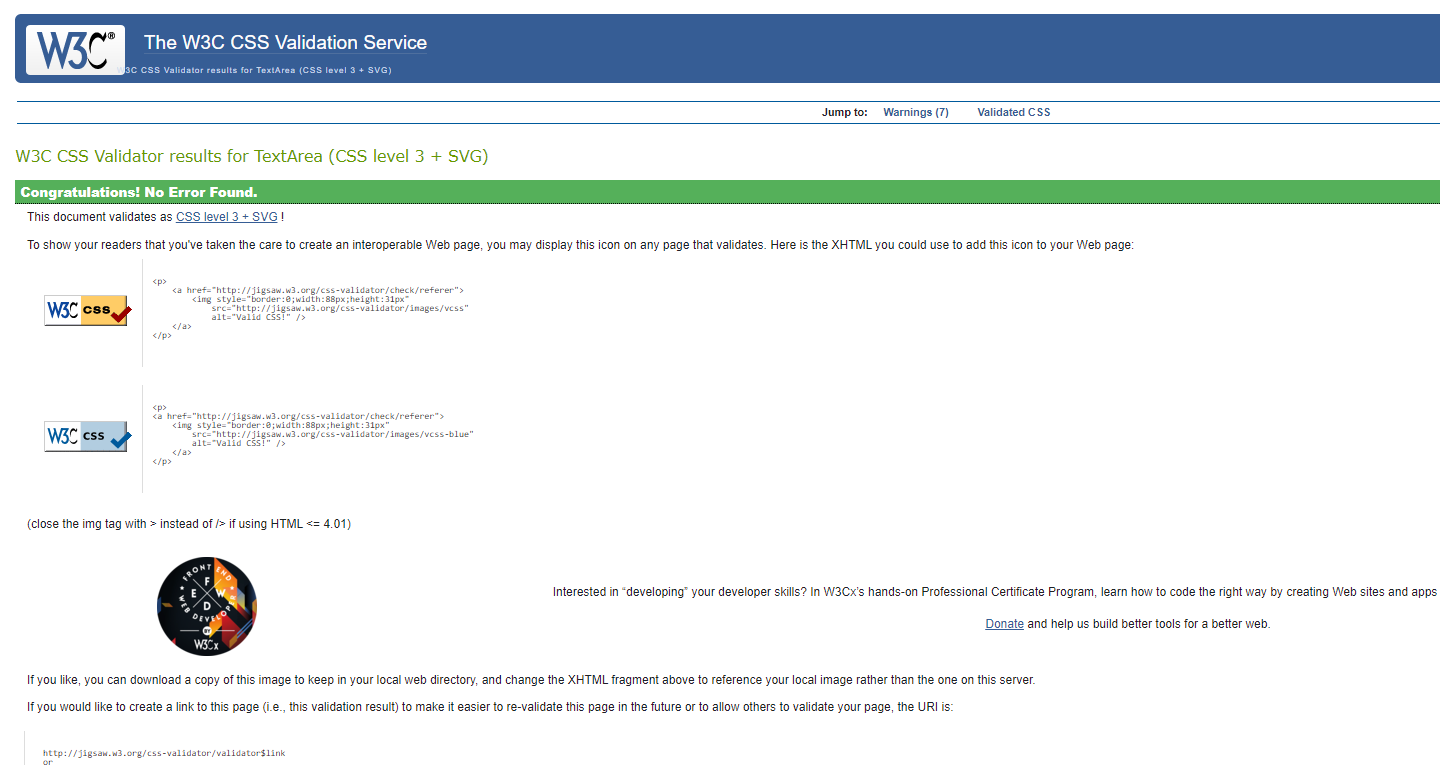 W3C®
The W3C CSS Validation Service
W3C CSS Validator results for TextArea (CSS level 3 + SVG)
Jump to: Warnings (7) Validated CSS
W3C CSS Validator results for TextArea (CSS level 3 + SVG)
Congratulations! No Error Found.
This document validates as CSS level 3 + SVG !
To show your readers that you've taken the care to create an interoperable Web page, you may display this icon on any page that validates. Here is the XHTML you could use to add this icon to your Web page:
W3C css
<p>
<a href="http://jigsaw.w3.org/css-validator/check/referer">
<img style="border:0;width:88px;height:31px"
src="http://jigsaw.w3.org/css-validator/images/vcss"
alt="Valid CSS!" />
</a>
</p>
W3C css
<p>
<a href="http://jigsaw.w3.org/css-validator/check/referer">
<img style="border:0;width:88px;height:31px"
src="http://jigsaw.w3.org/css-validator/images/vcss-blue"
alt="Valid CSS!" />
</a>
</p>
(close the img tag with > instead of /> if using HTML <= 4.01)
FRONT END
F
E W
D
WEB DEVELOPER
BY
W3Cx
Interested in “developing” your developer skills? In W3Cx’s hands-on Professional Certificate Program, learn how to code the right way by creating Web sites and apps
Donate and help us build better tools for a better web.
If you like, you can download a copy of this image to keep in your local web directory, and change the XHTML fragment above to reference your local image rather than the one on this server.
If you would like to create a link to this page (i.e., this validation result) to make it easier to re-validate this page in the future or to allow others to validate your page, the URI is:
http://jigsaw.w3.org/css-validator/validator$link
or